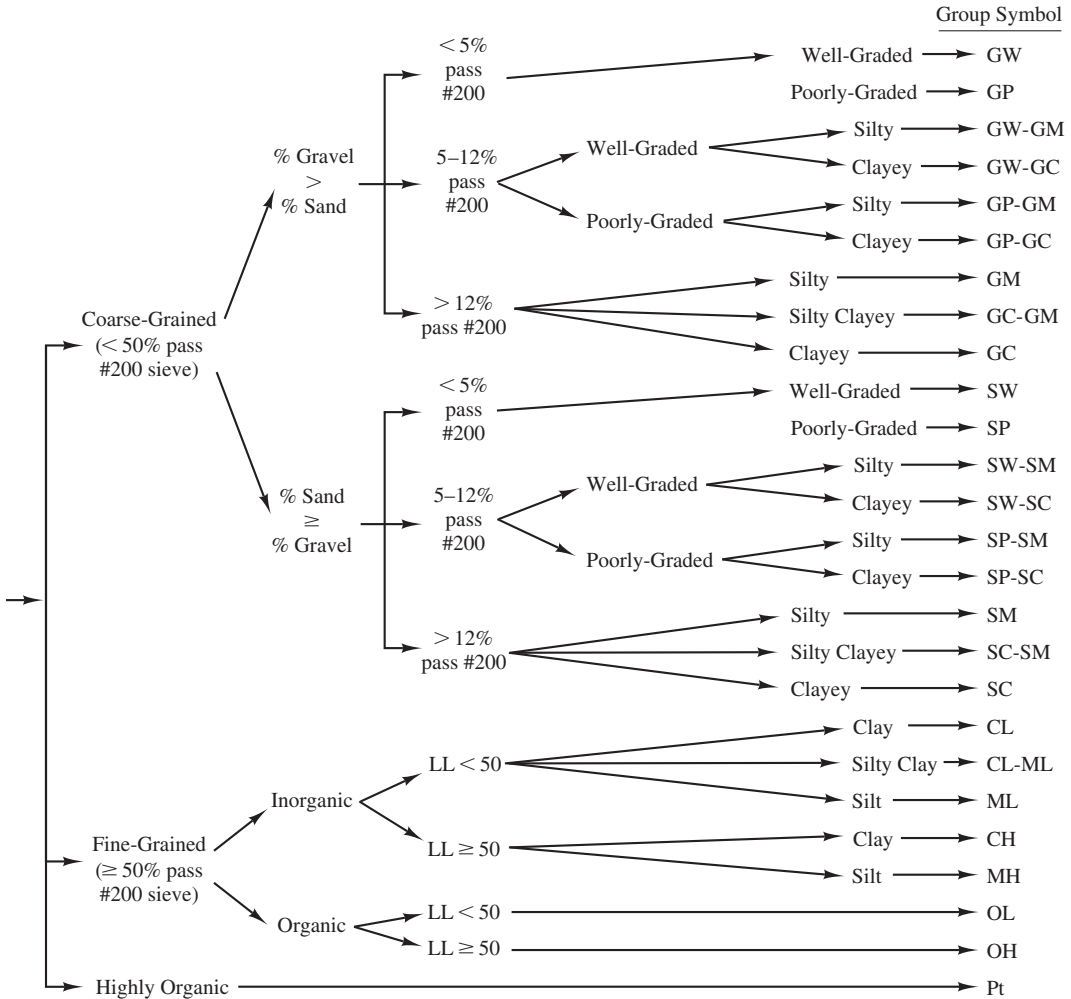 Group Symbol
< 5%
pass
#200
Well-Graded
GW
Poorly-Graded
GP
% Gravel
>
% Sand
5–12%
pass
#200
Well-Graded
Silty
GW-GM
Clayey
GW-GC
Poorly-Graded
Silty
GP-GM
Clayey
GP-GC
> 12%
pass #200
Silty
GM
Silty Clayey
GC-GM
Clayey
GC
Coarse-Grained
(< 50% pass
#200 sieve)
< 5%
pass
#200
Well-Graded
SW
Poorly-Graded
SP
% Sand
≥
% Gravel
5–12%
pass
#200
Well-Graded
Silty
SW-SM
Clayey
SW-SC
Poorly-Graded
Silty
SP-SM
Clayey
SP-SC
> 12%
pass #200
Silty
SM
Silty Clayey
SC-SM
Clayey
SC
Fine-Grained
(≥ 50% pass
#200 sieve)
Inorganic
LL < 50
Clay
CL
Silty Clay
CL-ML
Silt
ML
LL ≥ 50
Clay
CH
Silt
MH
Organic
LL < 50
OL
LL ≥ 50
OH
Highly Organic
Pt